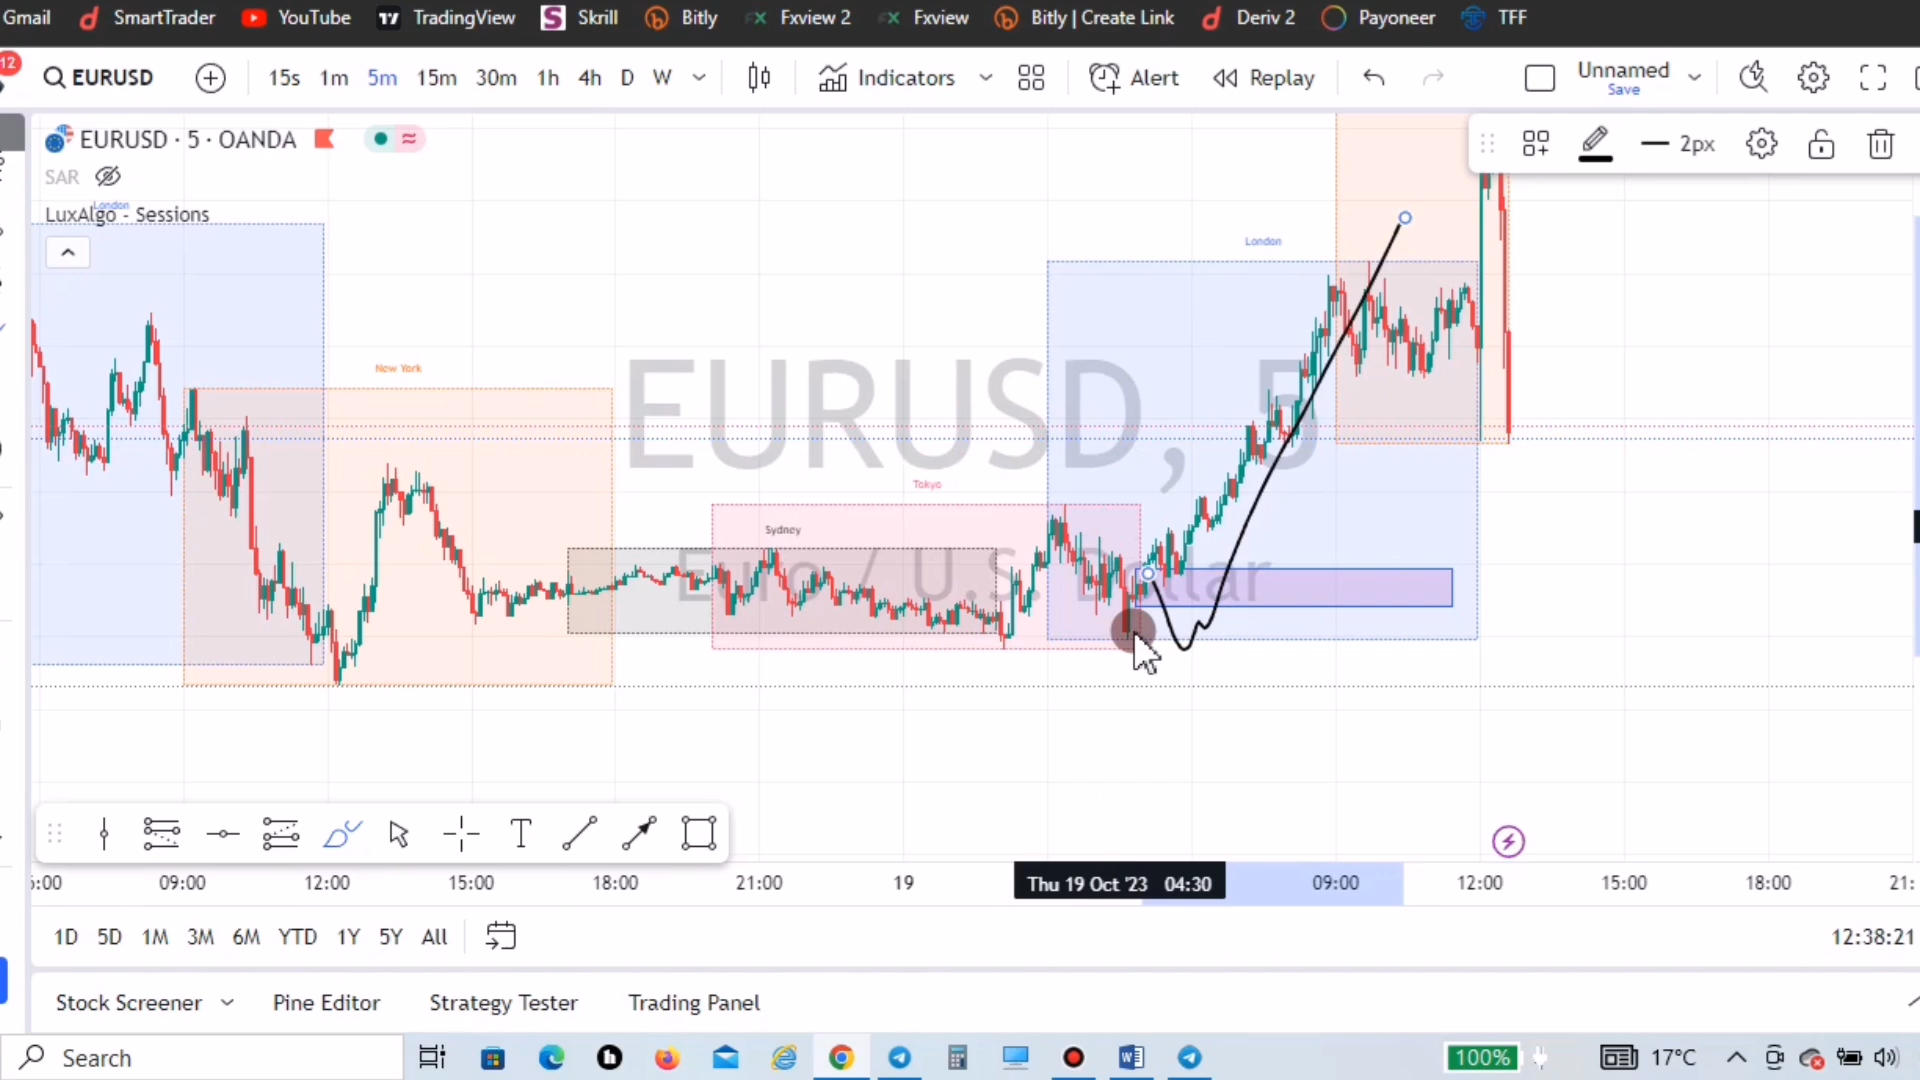 Gmail SmartTrader YouTube TradingView Skrill Bitly Fxview 2 Fxview Bitly | Create Link Deriv 2 Payoneer TFF
12 EURUSD 15s 1m 5m 15m 30m 1h 4h D W Indicators Alert Replay Unnamed
Save
EURUSD · 5 · OANDA 2px
SAR
London
LuxAlgo - Sessions
London
New York
EURUSD, 5
Tokyo
Sydney
Euro / U.S. Dollar
09:00 12:00 15:00 18:00 21:00 19 Thu 19 Oct '23 04:30 09:00 12:00 15:00 18:00 21:
1D 5D 1M 3M 6M YTD 1Y 5Y All 12:38:21
Stock Screener Pine Editor Strategy Tester Trading Panel
Search 100% 17°C